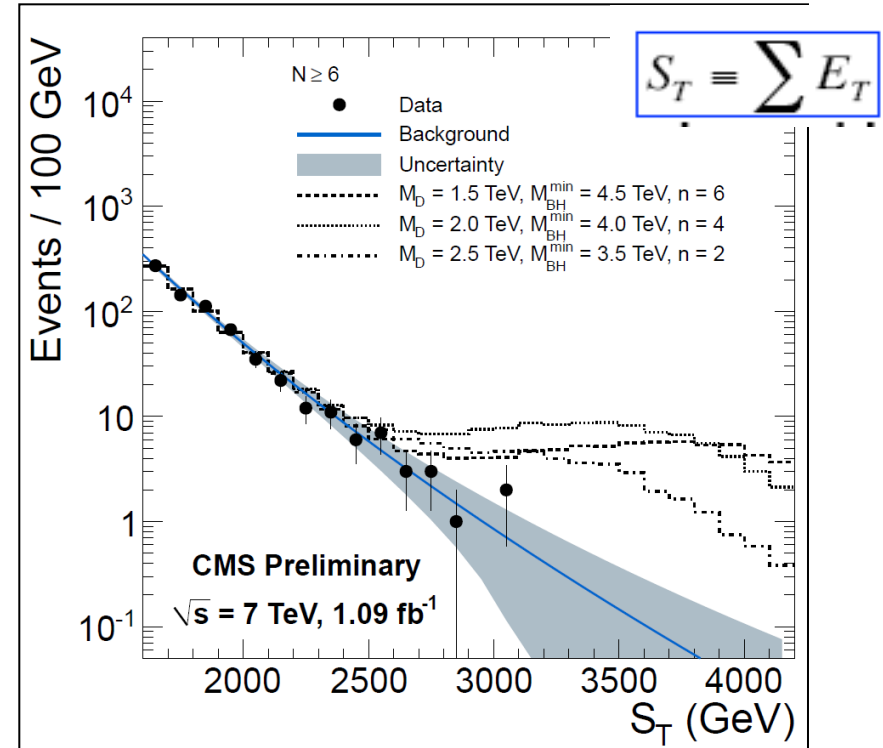 S_T ≡ ∑ E_T
N ≥ 6
Data
Background
Uncertainty
M_D = 1.5 TeV, M_BH^min = 4.5 TeV, n = 6
M_D = 2.0 TeV, M_BH^min = 4.0 TeV, n = 4
M_D = 2.5 TeV, M_BH^min = 3.5 TeV, n = 2
Events / 100 GeV
10^4
10^3
10^2
10
1
10^-1
CMS Preliminary
√s = 7 TeV, 1.09 fb^-1
2000 2500 3000 3500 4000
S_T (GeV)